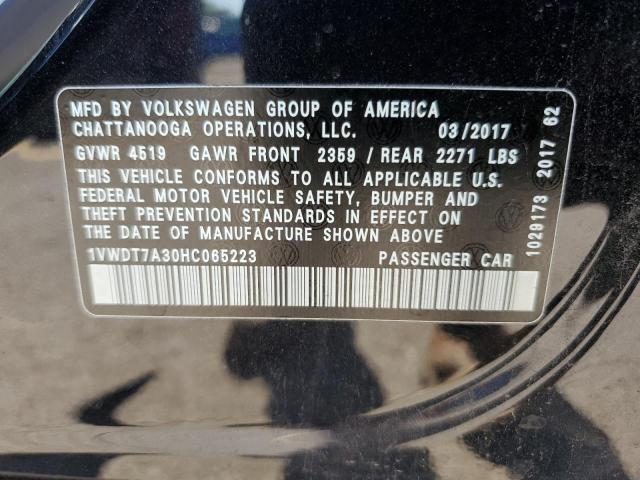 MFD BY VOLKSWAGEN GROUP OF AMERICA
CHATTANOOGA OPERATIONS, LLC. 03/2017
GVWR 4519 GAWR FRONT 2359 / REAR 2271 LBS
THIS VEHICLE CONFORMS TO ALL APPLICABLE U.S.
FEDERAL MOTOR VEHICLE SAFETY, BUMPER AND
THEFT PREVENTION STANDARDS IN EFFECT ON
THE DATE OF MANUFACTURE SHOWN ABOVE
1VWDT7A30HC065223 PASSENGER CAR
1029173 2017 62